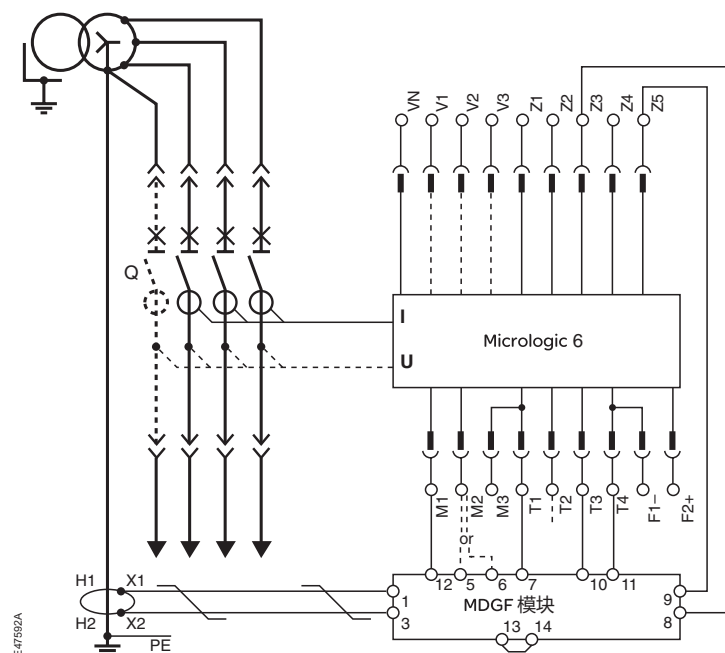 VN V1 V2 V3 Z1 Z2 Z3 Z4 Z5
Q
I
Micrologic 6
U
M1 M2 M3 T1 T2 T3 T4 F1– F2+
or
12 5 6 7 10 11
H1 X1
1 MDGF 模块 9
H2 X2
3 8
13 14
PE
E47592A